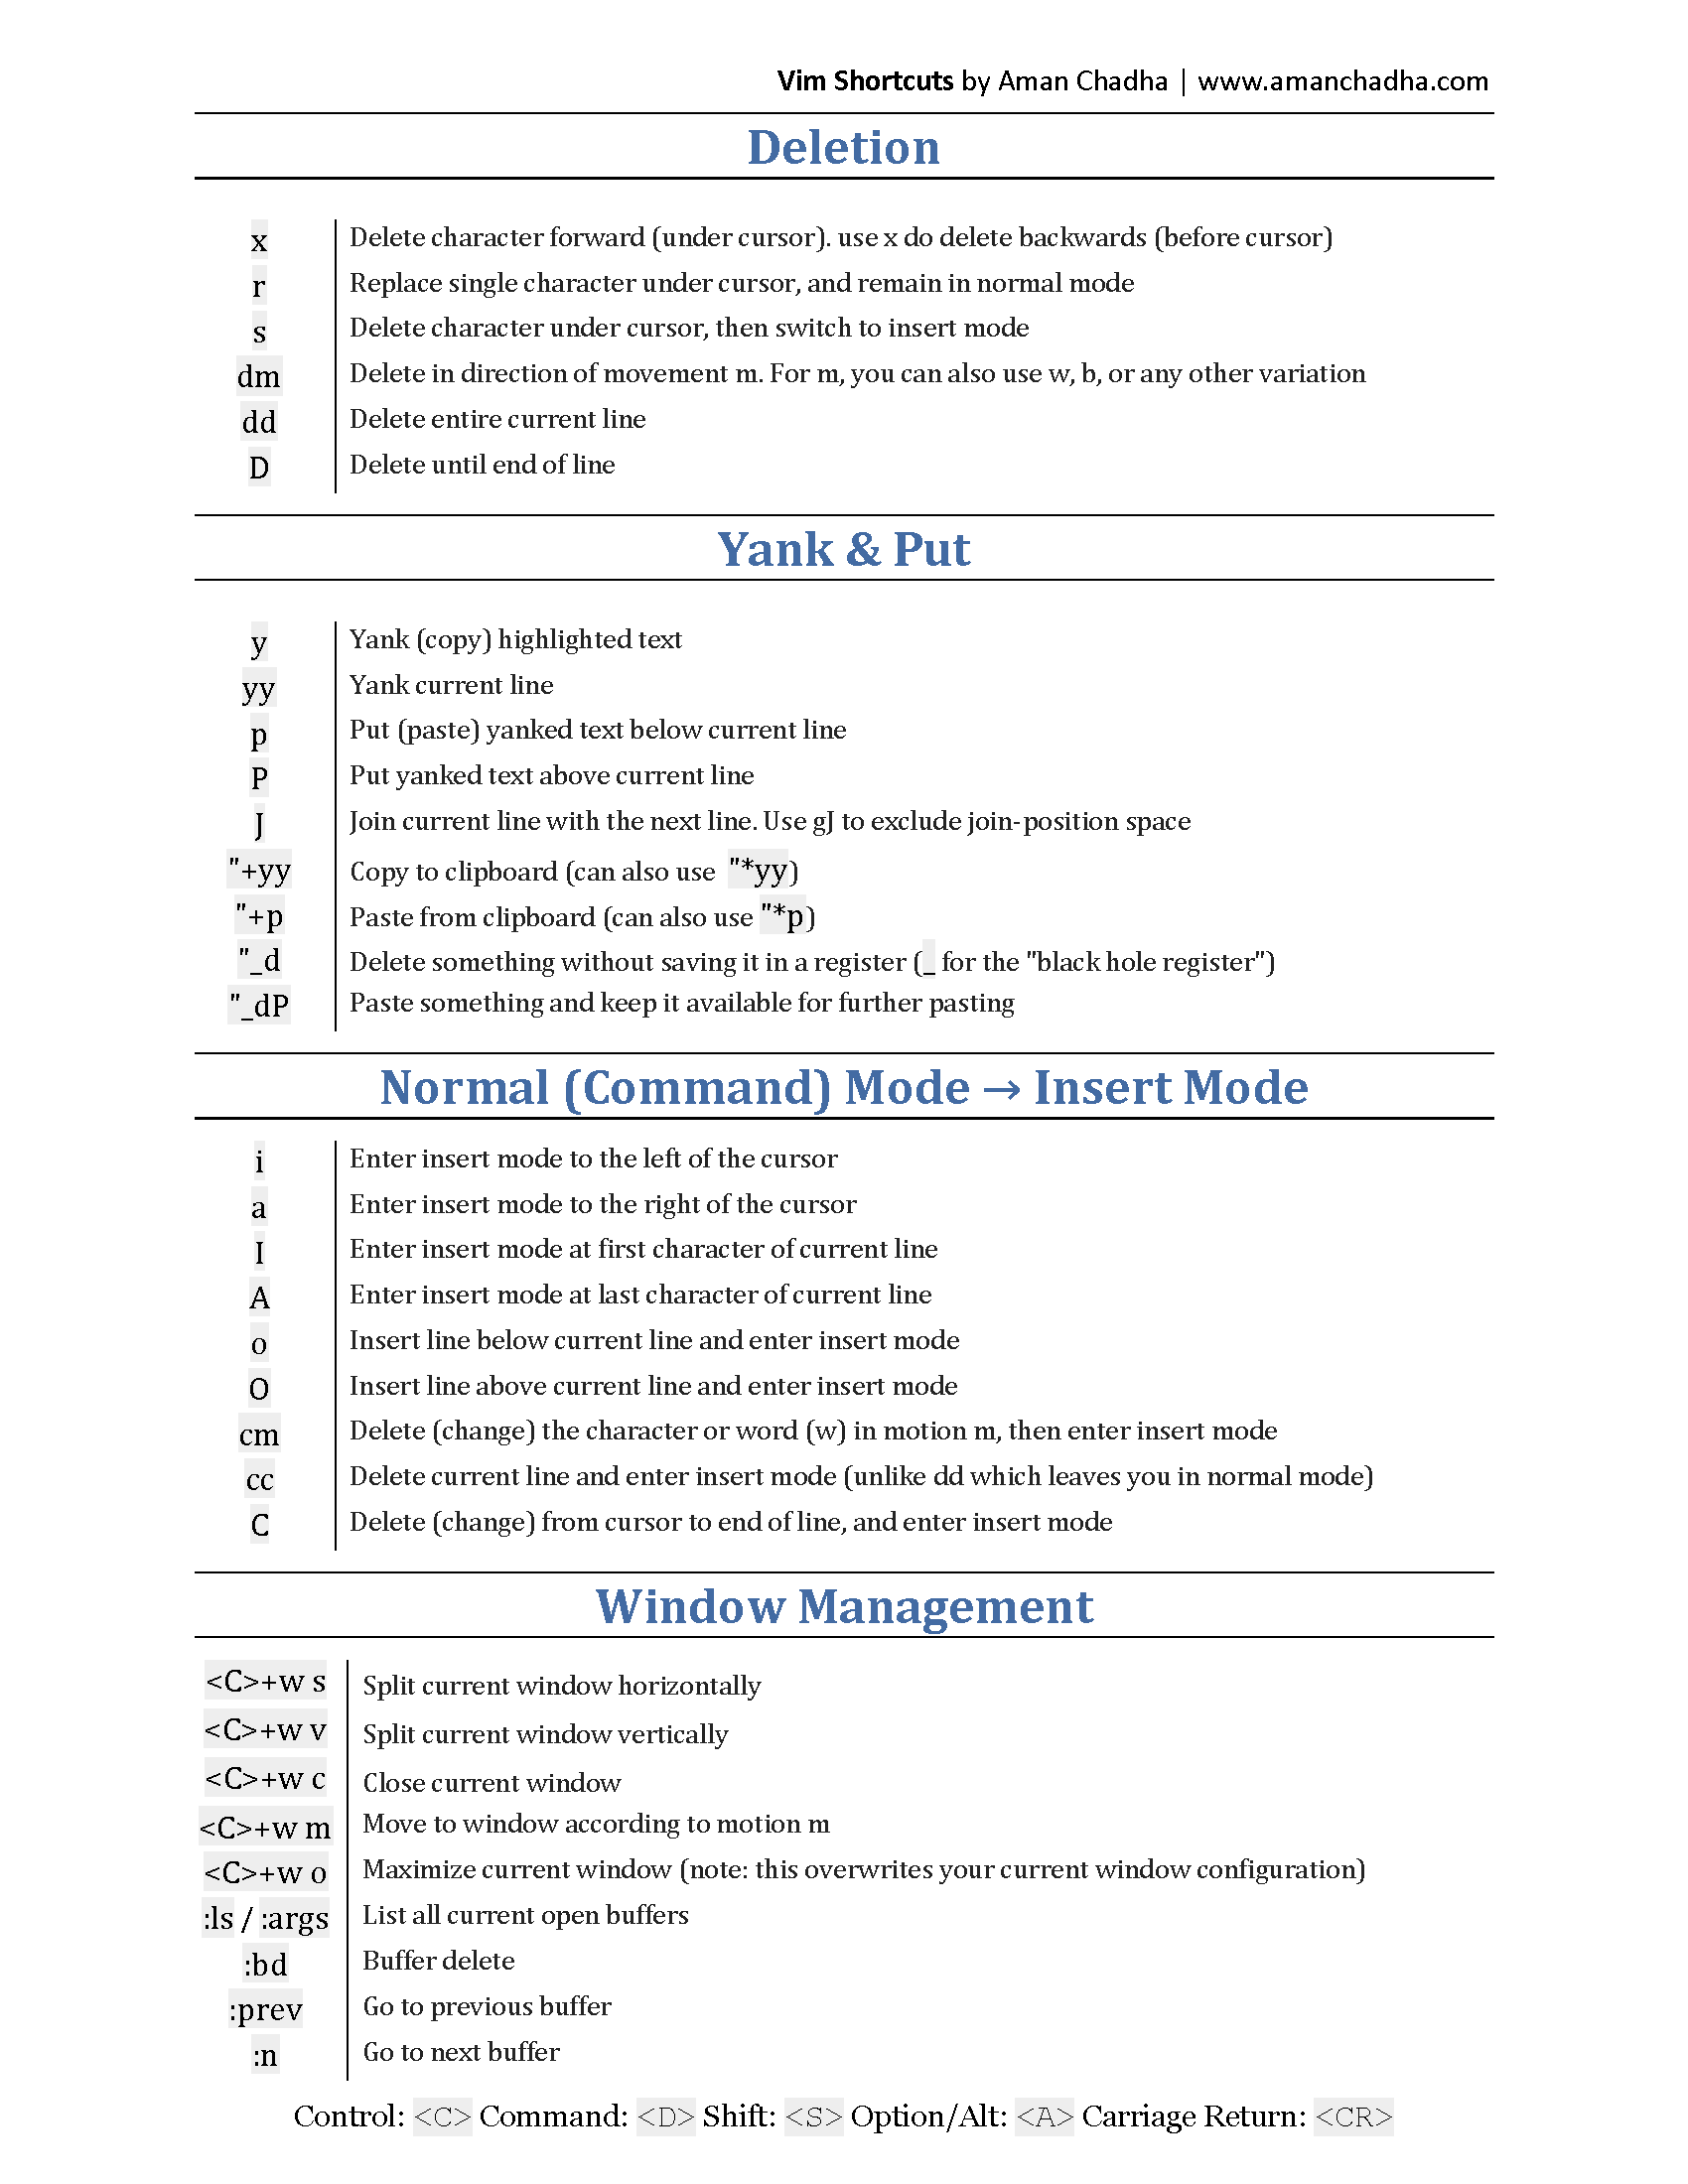 Vim Shortcuts by Aman Chadha | www.amanchadha.com
Deletion
x Delete character forward (under cursor). use x do delete backwards (before cursor)
r Replace single character under cursor, and remain in normal mode
s Delete character under cursor, then switch to insert mode
dm Delete in direction of movement m. For m, you can also use w, b, or any other variation
dd Delete entire current line
D Delete until end of line
Yank & Put
y Yank (copy) highlighted text
yy Yank current line
p Put (paste) yanked text below current line
P Put yanked text above current line
J Join current line with the next line. Use gJ to exclude join-position space
"+yy Copy to clipboard (can also use "*yy)
"+p Paste from clipboard (can also use "*p)
"_d Delete something without saving it in a register (_ for the "black hole register")
"_dP Paste something and keep it available for further pasting
Normal (Command) Mode → Insert Mode
i Enter insert mode to the left of the cursor
a Enter insert mode to the right of the cursor
I Enter insert mode at first character of current line
A Enter insert mode at last character of current line
o Insert line below current line and enter insert mode
O Insert line above current line and enter insert mode
cm Delete (change) the character or word (w) in motion m, then enter insert mode
cc Delete current line and enter insert mode (unlike dd which leaves you in normal mode)
C Delete (change) from cursor to end of line, and enter insert mode
Window Management
<C>+w s Split current window horizontally
<C>+w v Split current window vertically
<C>+w c Close current window
<C>+w m Move to window according to motion m
<C>+w o Maximize current window (note: this overwrites your current window configuration)
:ls / :args List all current open buffers
:bd Buffer delete
:prev Go to previous buffer
:n Go to next buffer
Control: <C> Command: <D> Shift: <S> Option/Alt: <A> Carriage Return: <CR>